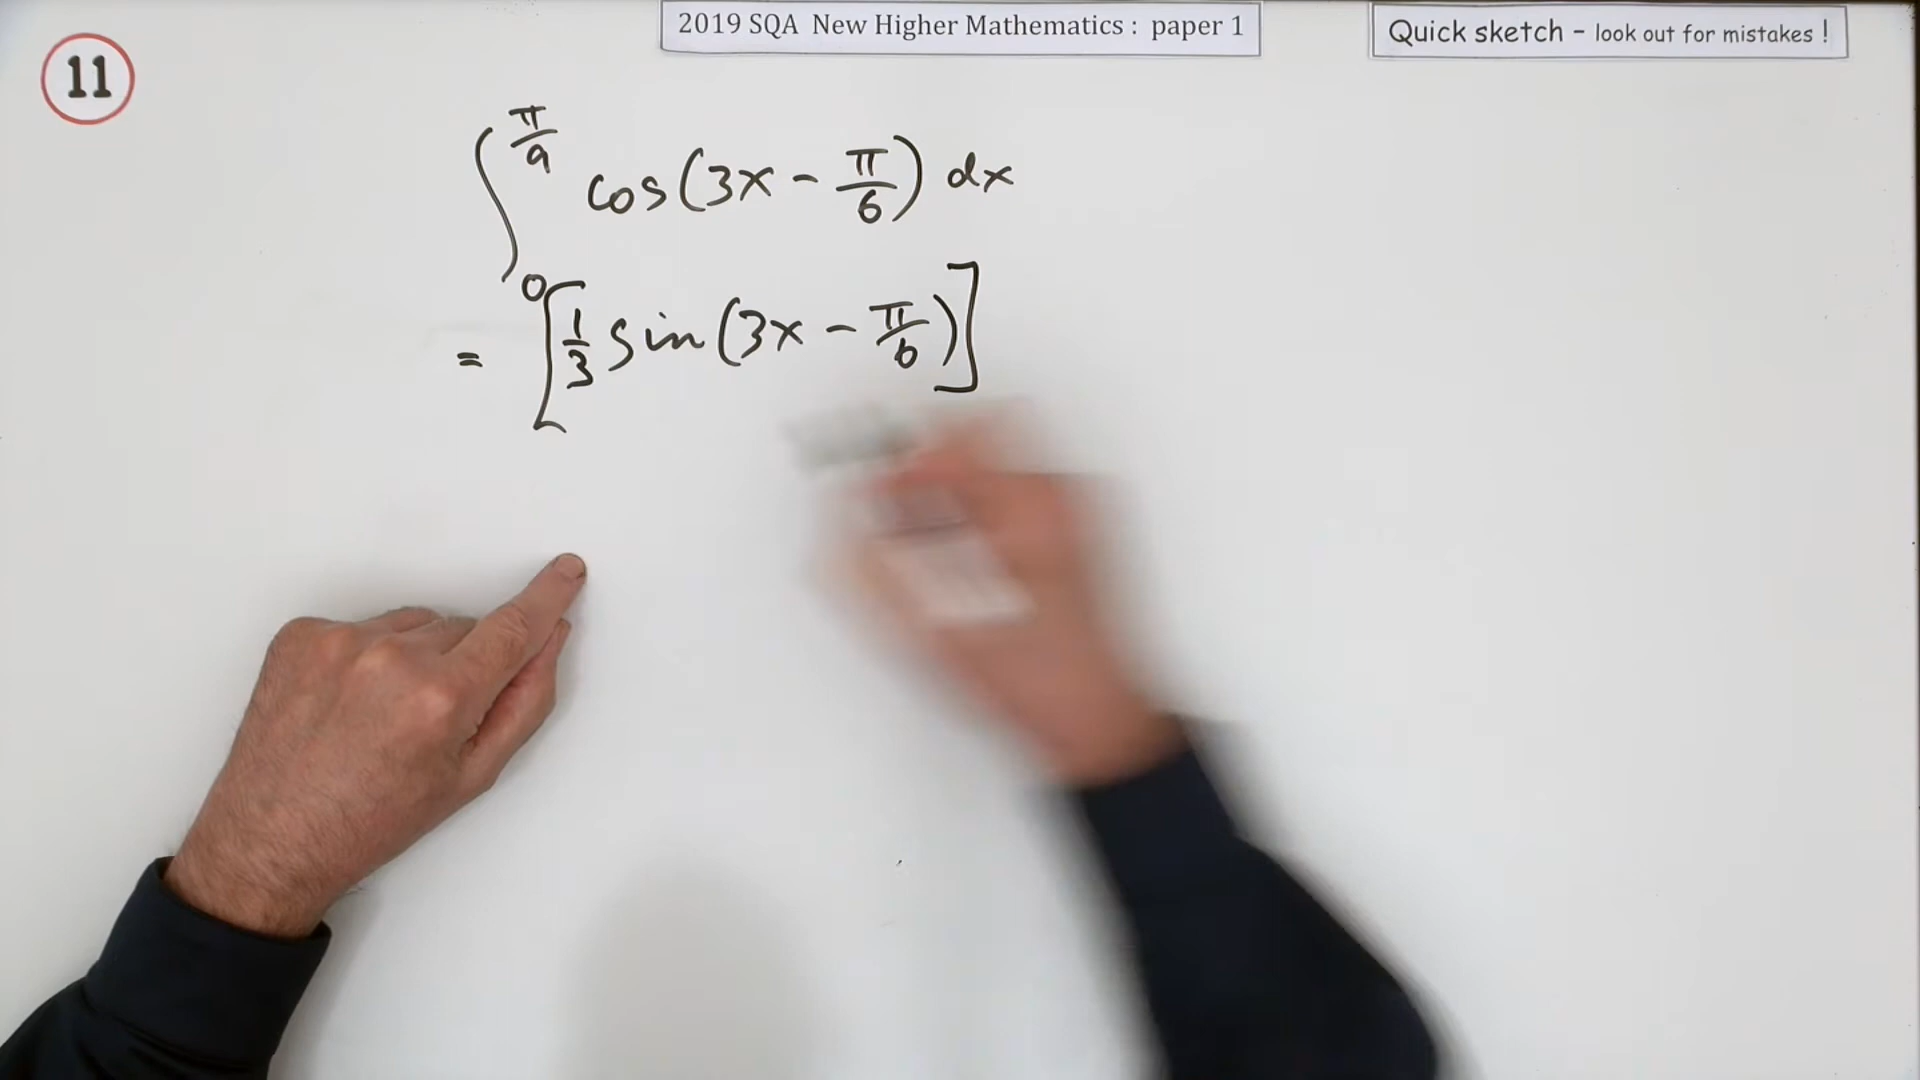 2019 SQA New Higher Mathematics : paper 1
Quick sketch – look out for mistakes !
11
∫₀^(π/9) cos(3x - π/6) dx
= [1/3 sin(3x - π/6)]